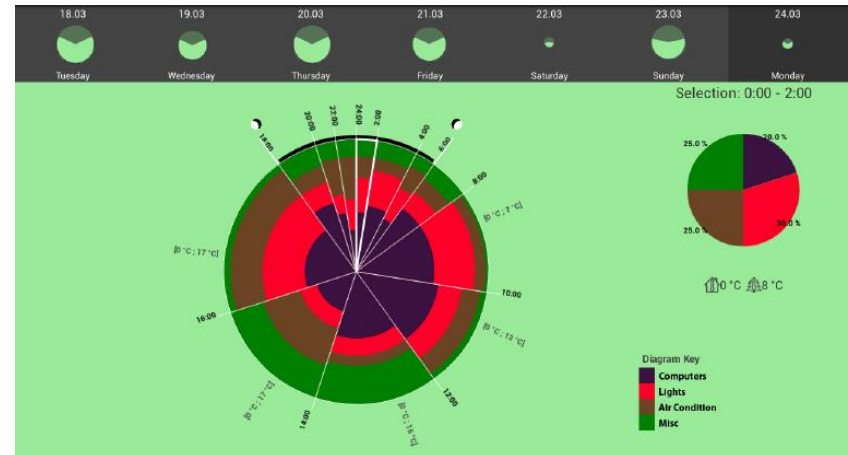 18.03 19.03 20.03 21.03 22.03 23.03 24.03
Tuesday Wednesday Thursday Friday Saturday Sunday Monday
Selection: 0:00 - 2:00
18:00
20:00
22:00
24:00
2:00
4:00
6:00
8:00
[0 °C ; 7 °C]
10:00
[0 °C ; 12 °C]
12:00
[0 °C ; 15 °C]
14:00
[0 °C ; 17 °C]
16:00
[0 °C ; 17 °C]
25.0 %
20.0 %
25.0 %
30.0 %
0 °C 8 °C
Diagram Key
Computers
Lights
Air Condition
Misc